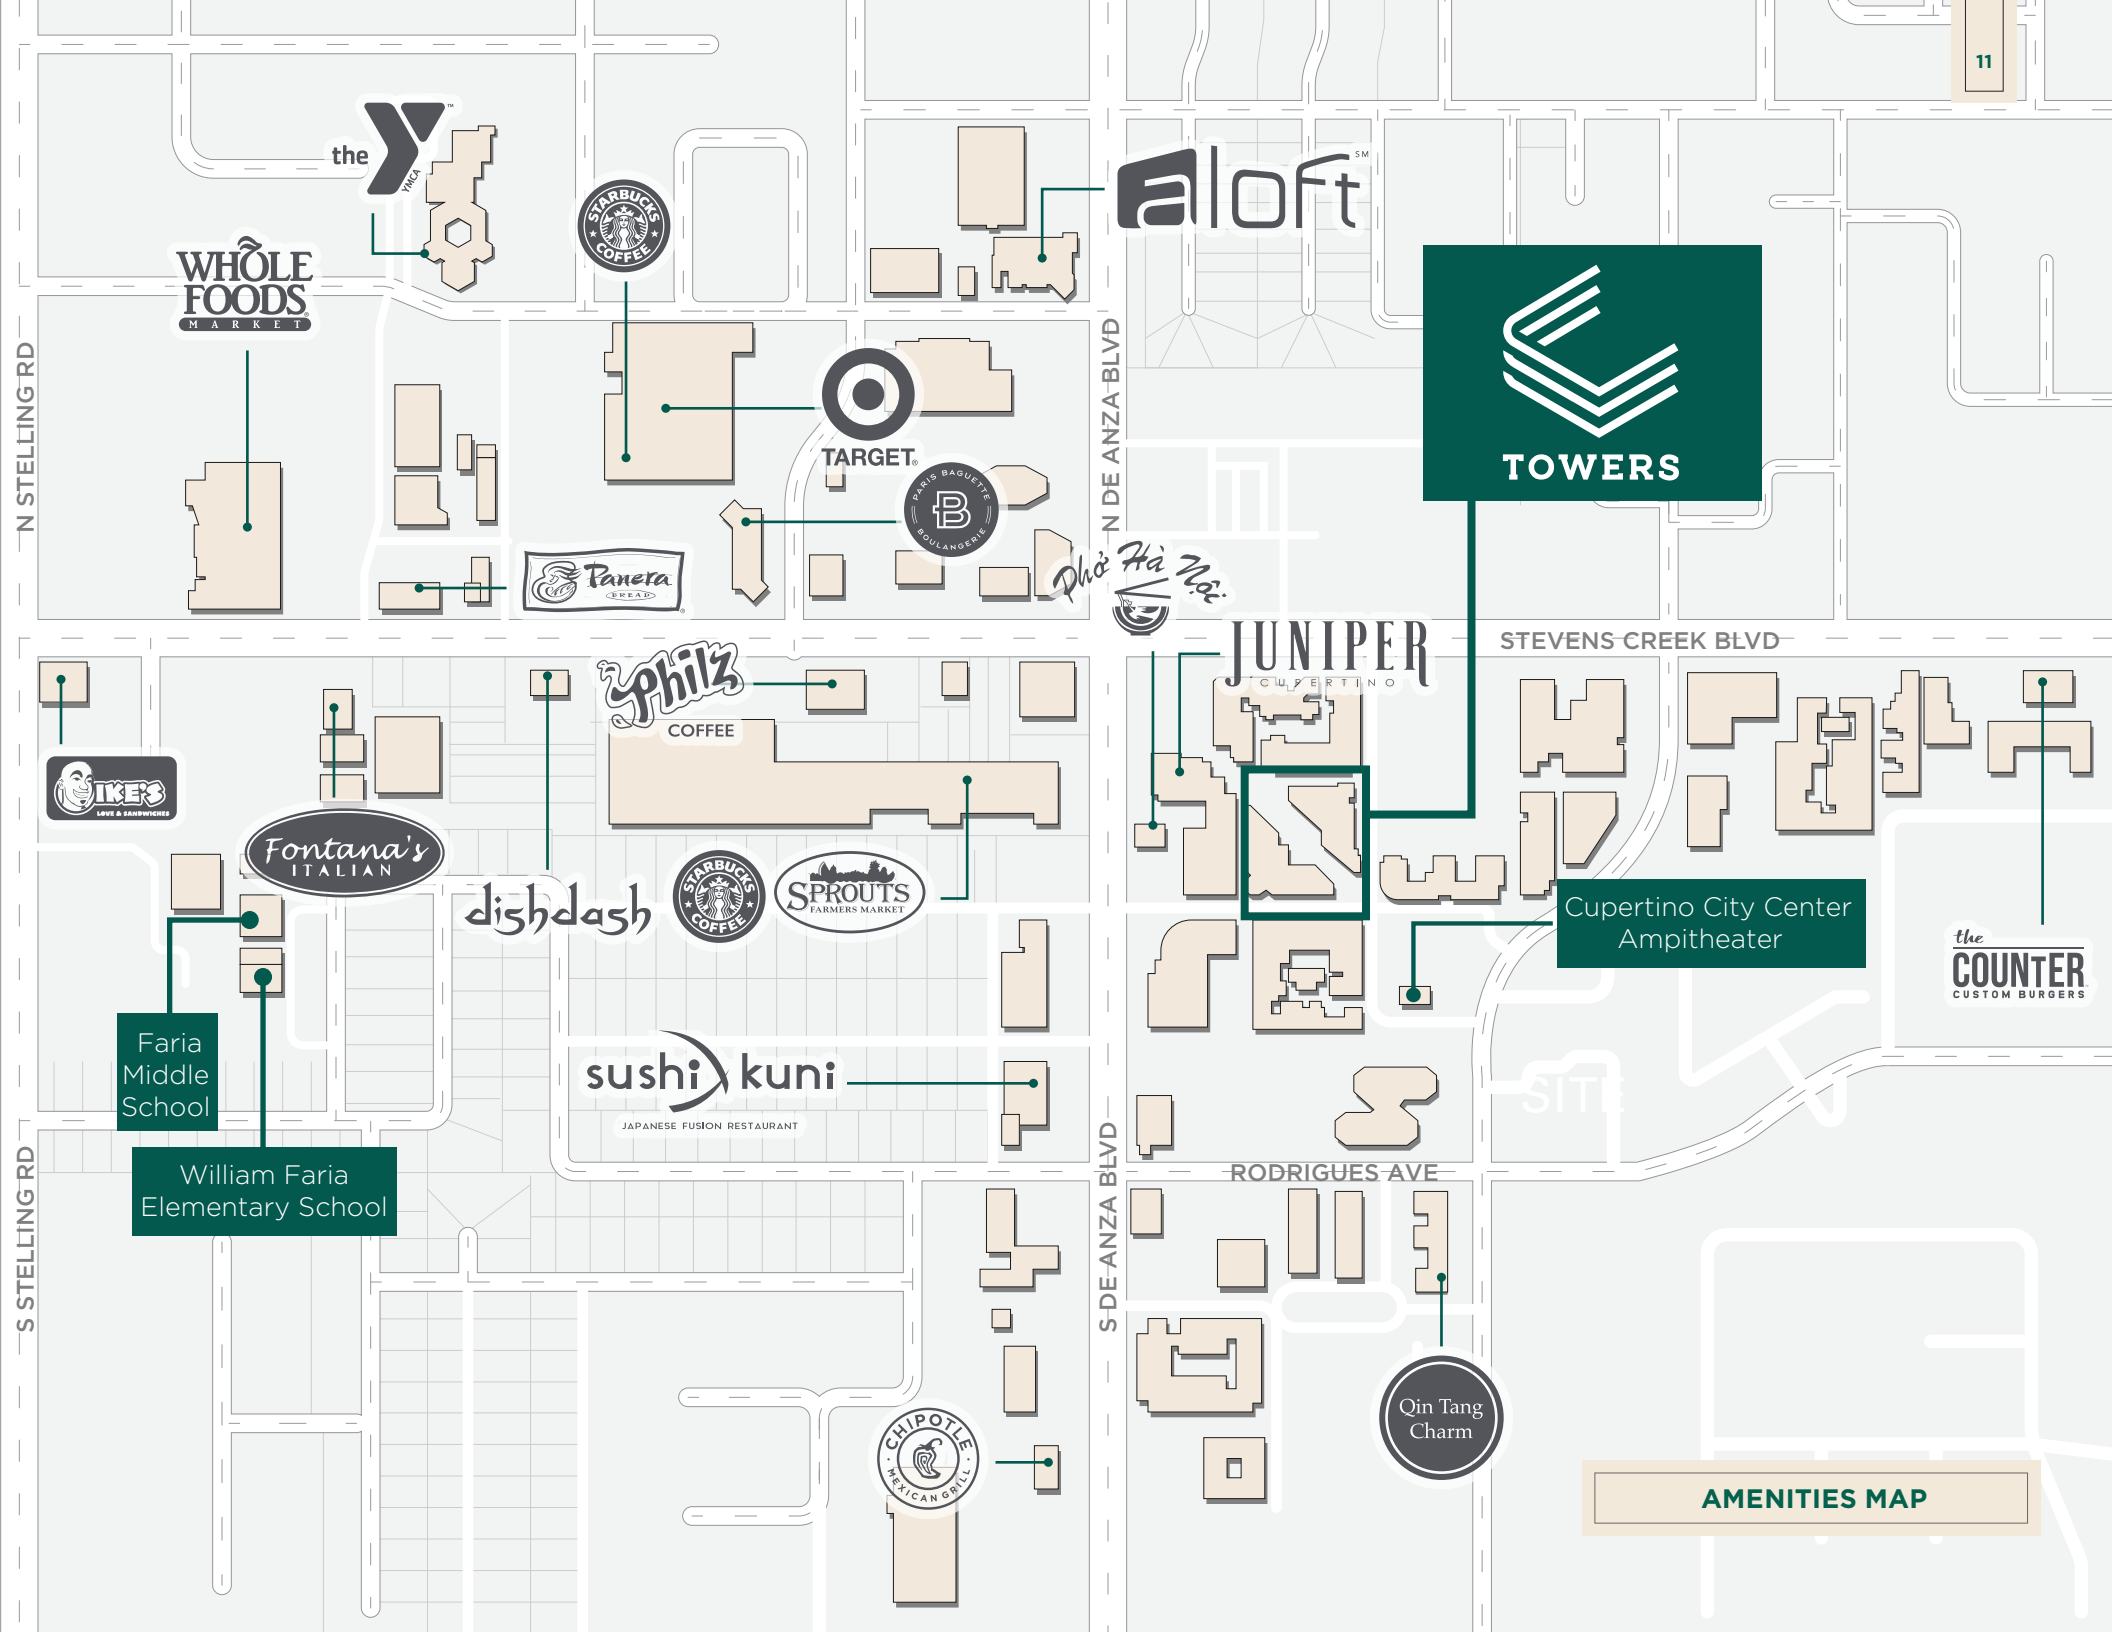 11
the
YMCA
STARBUCKS
COFFEE
aloft
SM
WHOLE
FOODS
MARKET
N STELLING RD
N DE ANZA BLVD
TOWERS
TARGET
PARIS BAGUETTE
B
BOULANGERIE
Panera
BREAD
Phở Hà Nội
JUNIPER
CUPERTINO
STEVENS CREEK BLVD
Philz
COFFEE
IKE'S
LOVE & SANDWICHES
Fontana's
ITALIAN
dishdash
STARBUCKS
COFFEE
SPROUTS
FARMERS MARKET
Cupertino City Center
Ampitheater
the
COUNTER
CUSTOM BURGERS
Faria
Middle
School
sushi kuni
JAPANESE FUSION RESTAURANT
SITE
William Faria
Elementary School
S STELLING RD
S DE ANZA BLVD
RODRIGUES AVE
CHIPOTLE
MEXICAN GRILL
Qin Tang
Charm
AMENITIES MAP